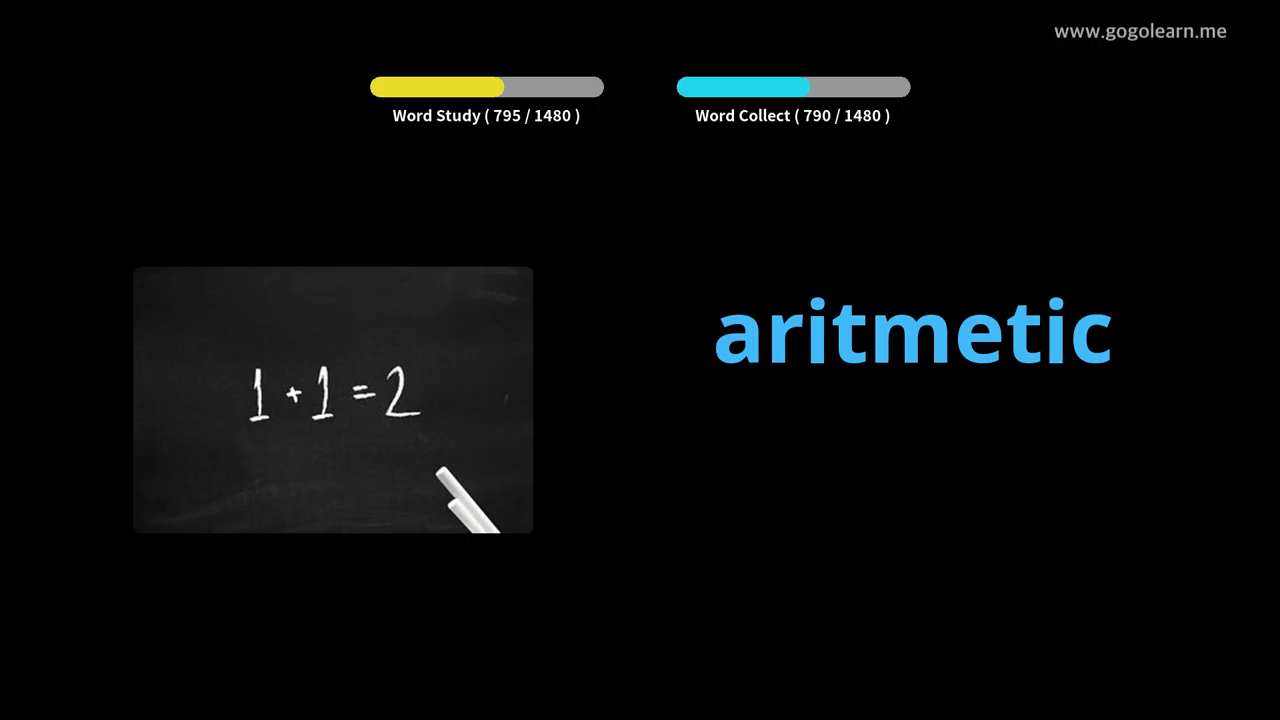 www.gogolearn.me
Word Study ( 795 / 1480 )
Word Collect ( 790 / 1480 )
aritmetic
1 + 1 = 2